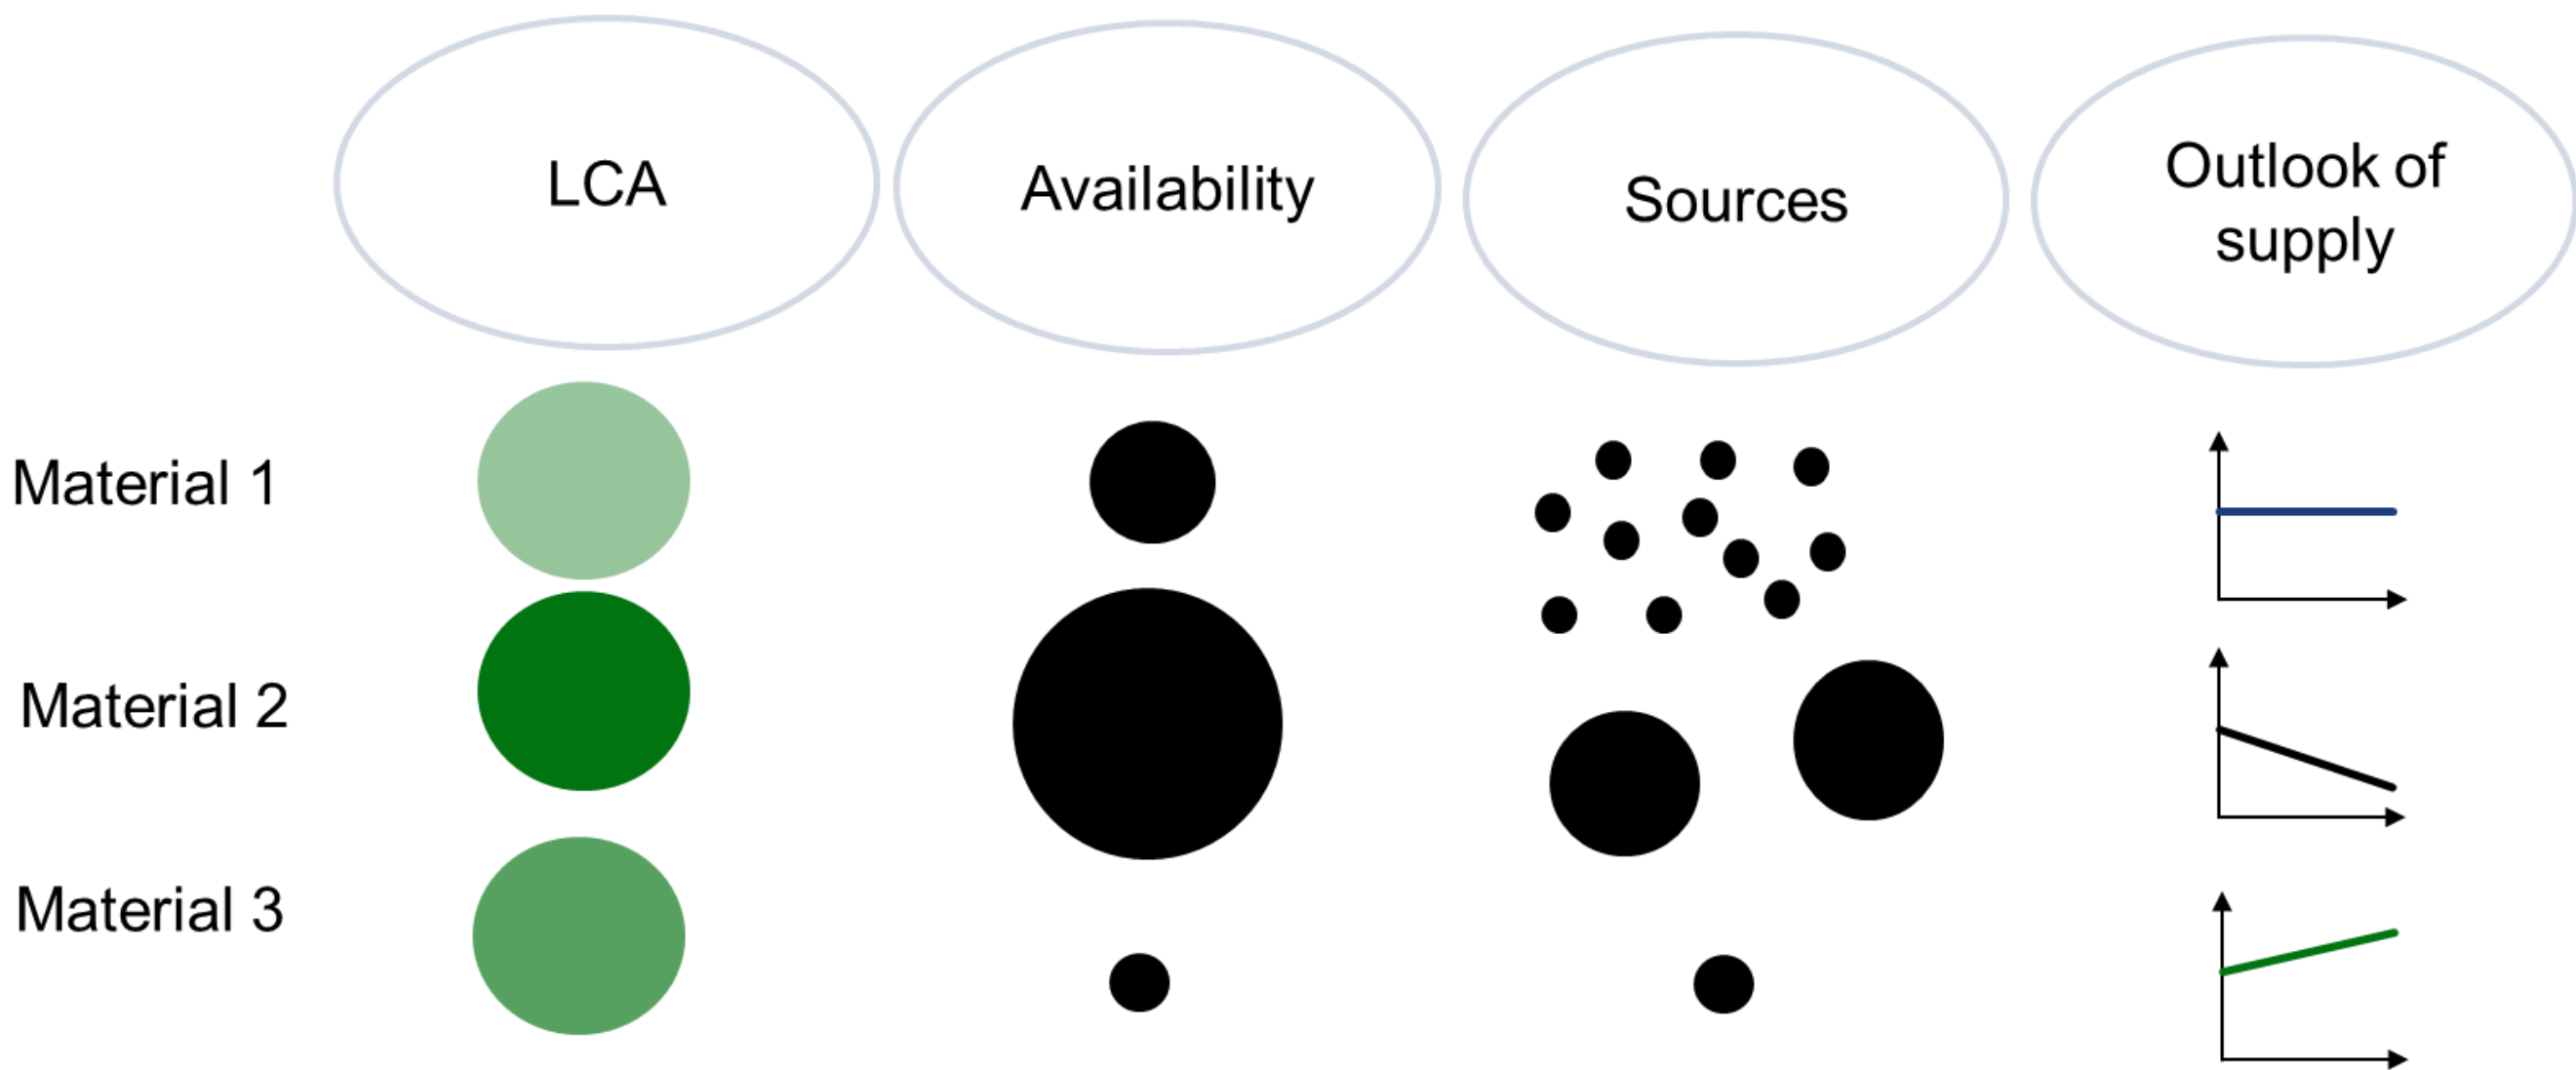 LCA
Availability
Sources
Outlook of
supply
Material 1
Material 2
Material 3